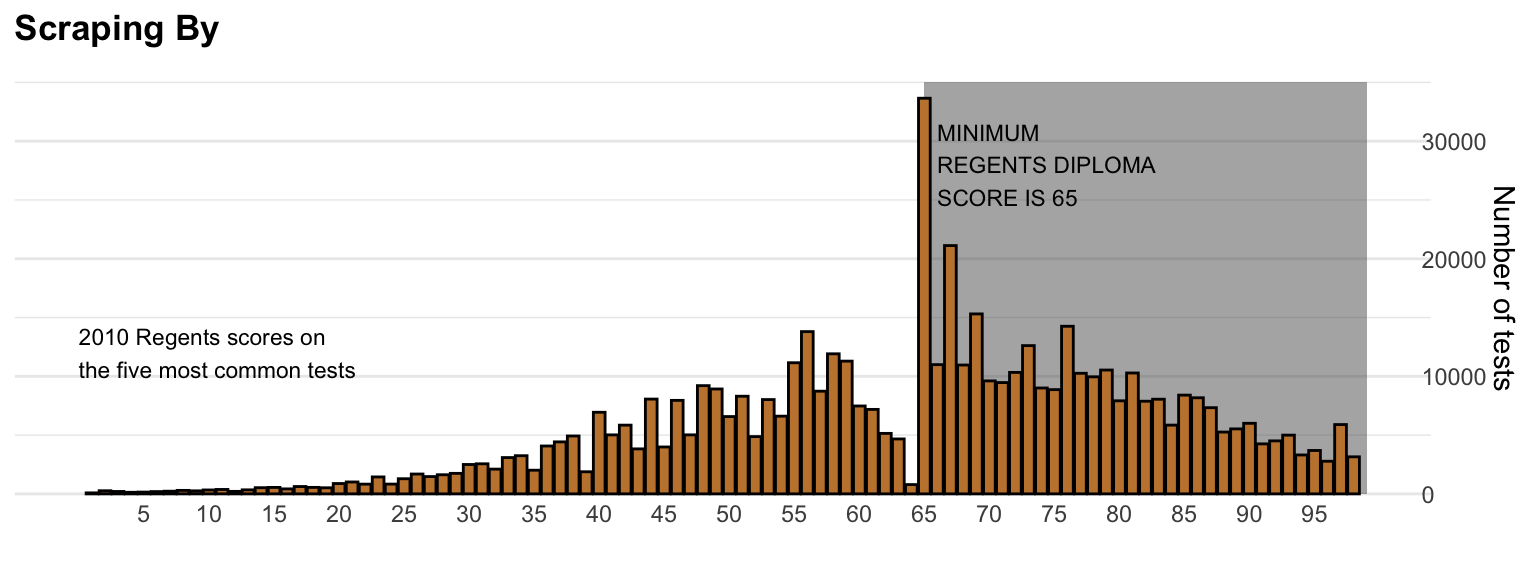 Scraping By
MINIMUM
REGENTS DIPLOMA
SCORE IS 65
2010 Regents scores on
the five most common tests
30000
20000
10000
0
Number of tests
5 10 15 20 25 30 35 40 45 50 55 60 65 70 75 80 85 90 95